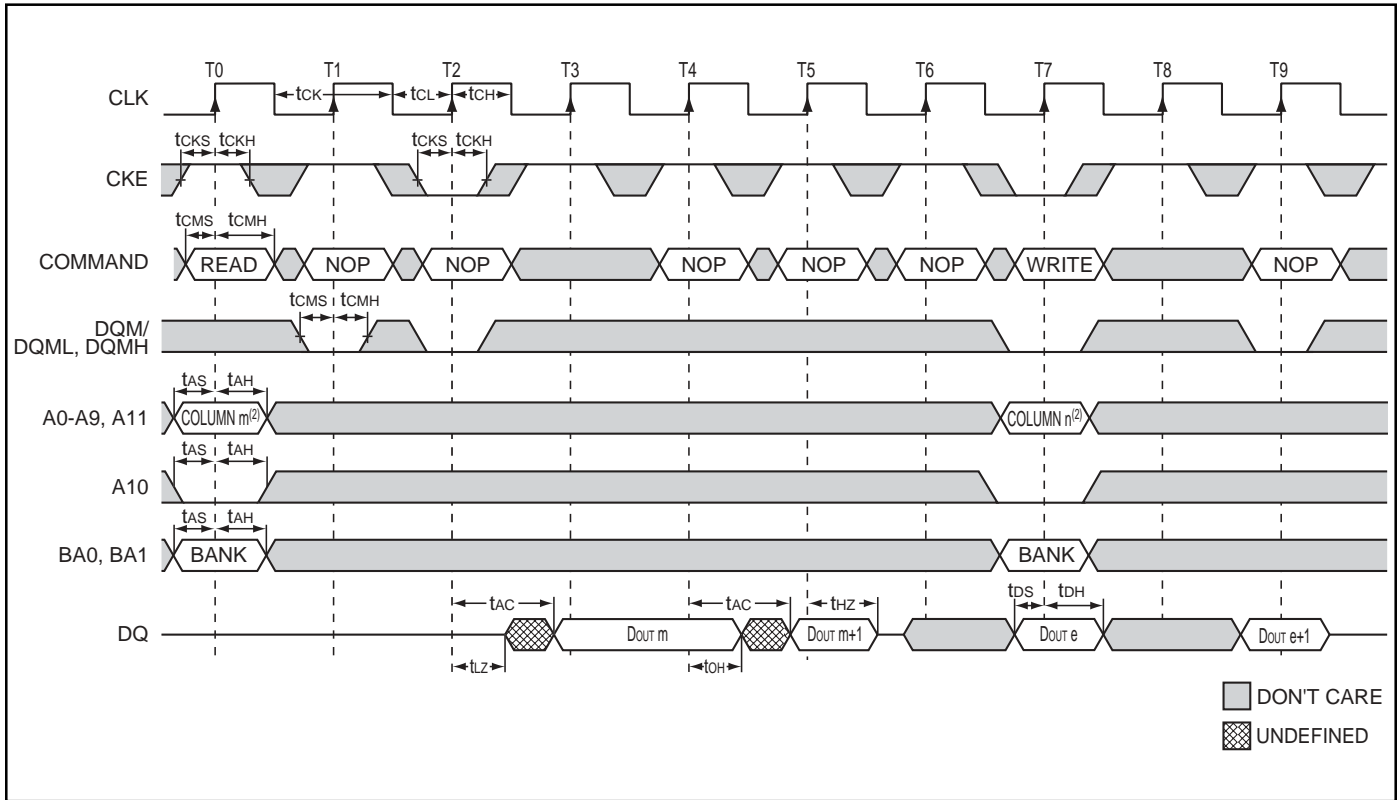 T0 T1 T2 T3 T4 T5 T6 T7 T8 T9
CLK tCK tCL tCH
tCKS tCKH tCKS tCKH
CKE
tCMS tCMH
COMMAND READ NOP NOP NOP NOP NOP WRITE NOP
tCMS tCMH
DQM/
DQML, DQMH
tAS tAH
A0-A9, A11 COLUMN m(2) COLUMN n(2)
tAS tAH
A10
tAS tAH
BA0, BA1 BANK BANK
tAC tAC tHZ tDS tDH
DQ DOUT m DOUT m+1 DOUT e DOUT e+1
tLZ tOH
DON'T CARE
UNDEFINED